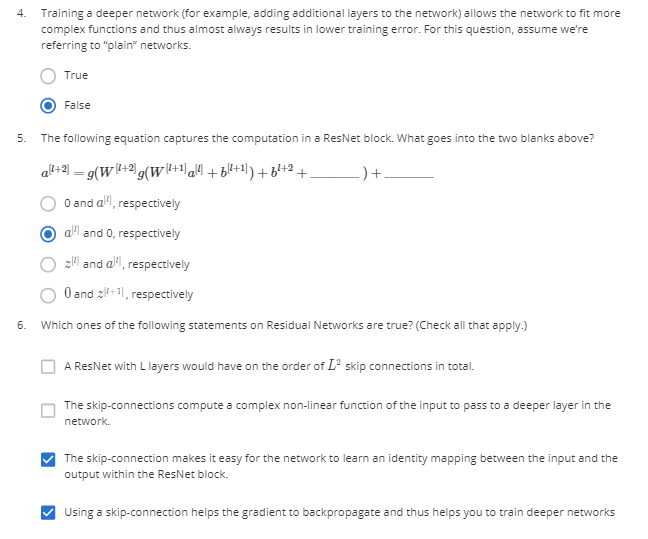 4. Training a deeper network (for example, adding additional layers to the network) allows the network to fit more
complex functions and thus almost always results in lower training error. For this question, assume we're
referring to "plain" networks.
True
False
5. The following equation captures the computation in a ResNet block. What goes into the two blanks above?
a^{[l+2]} = g(W^{[l+2]} g(W^{[l+1]} a^{[l]} + b^{[l+1]}) + b^{l+2} + _______ ) + _______
0 and a^{[l]}, respectively
a^{[l]} and 0, respectively
z^{[l]} and a^{[l]}, respectively
0 and z^{[l+1]}, respectively
6. Which ones of the following statements on Residual Networks are true? (Check all that apply.)
A ResNet with L layers would have on the order of L^2 skip connections in total.
The skip-connections compute a complex non-linear function of the input to pass to a deeper layer in the
network.
The skip-connection makes it easy for the network to learn an identity mapping between the input and the
output within the ResNet block.
Using a skip-connection helps the gradient to backpropagate and thus helps you to train deeper networks